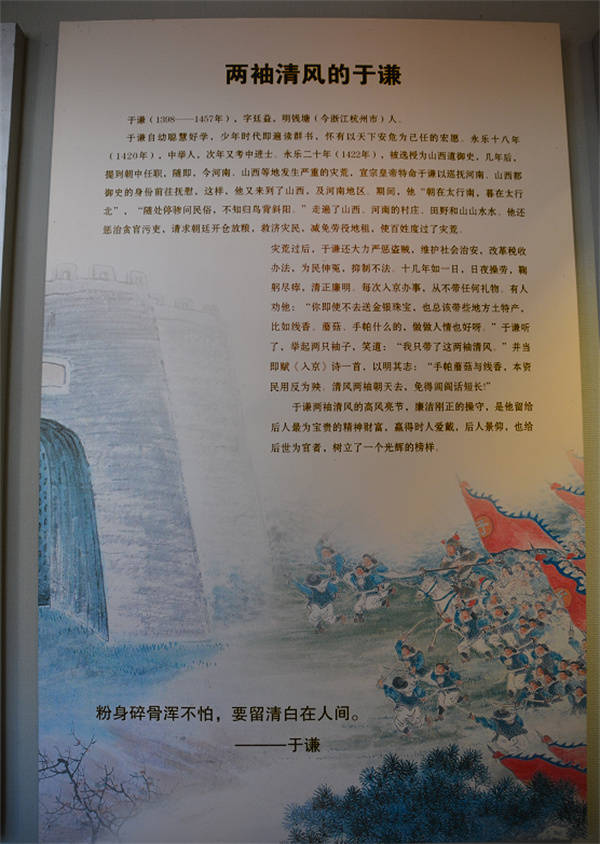 两袖清风的于谦
于谦（1398——1457年），字廷益，明钱塘（今浙江杭州市）人。
于谦自幼聪慧好学，少年时代即遍读群书，怀有以天下安危为己任的宏愿。永乐十八年
（1420年），中举人，次年又考中进士。永乐二十年（1422年），被选授为山西道御史，几年后，
提到朝中任职，随即，今河南、山西等地发生严重的灾荒，宣宗皇帝特命于谦以巡抚河南、山西都
御史的身份前往抚慰，这样，他又来到了山西，及河南地区。期间，他“朝在太行南，暮在太行
北”，“随处停骖问民俗，不知归鸟背斜阳。”走遍了山西、河南的村庄、田野和山山水水。他还
惩治贪官污吏，请求朝廷开仓放粮，救济灾民，减免劳役地租，使百姓度过了灾荒。
灾荒过后，于谦还大力严惩盗贼，维护社会治安，改革税收
办法，为民伸冤，抑制不法。十几年如一日，日夜操劳，鞠
躬尽瘁，清正廉明。每次入京办事，从不带任何礼物。有人
劝他：“你即使不去送金银珠宝，也总该带些地方土特产，
比如线香、蘑菇、手帕什么的，做做人情也好呀。”于谦听
了，举起两只袖子，笑道：“我只带了这两袖清风。”并当
即赋《入京》诗一首，以明其志：“手帕蘑菇与线香，本资
民用反为殃。清风两袖朝天去，免得闾阎话短长!”
于谦两袖清风的高风亮节，廉洁刚正的操守，是他留给
后人最为宝贵的精神财富，赢得时人爱戴，后人景仰，也给
后世为官者，树立了一个光辉的榜样。
粉身碎骨浑不怕，要留清白在人间。
———于谦